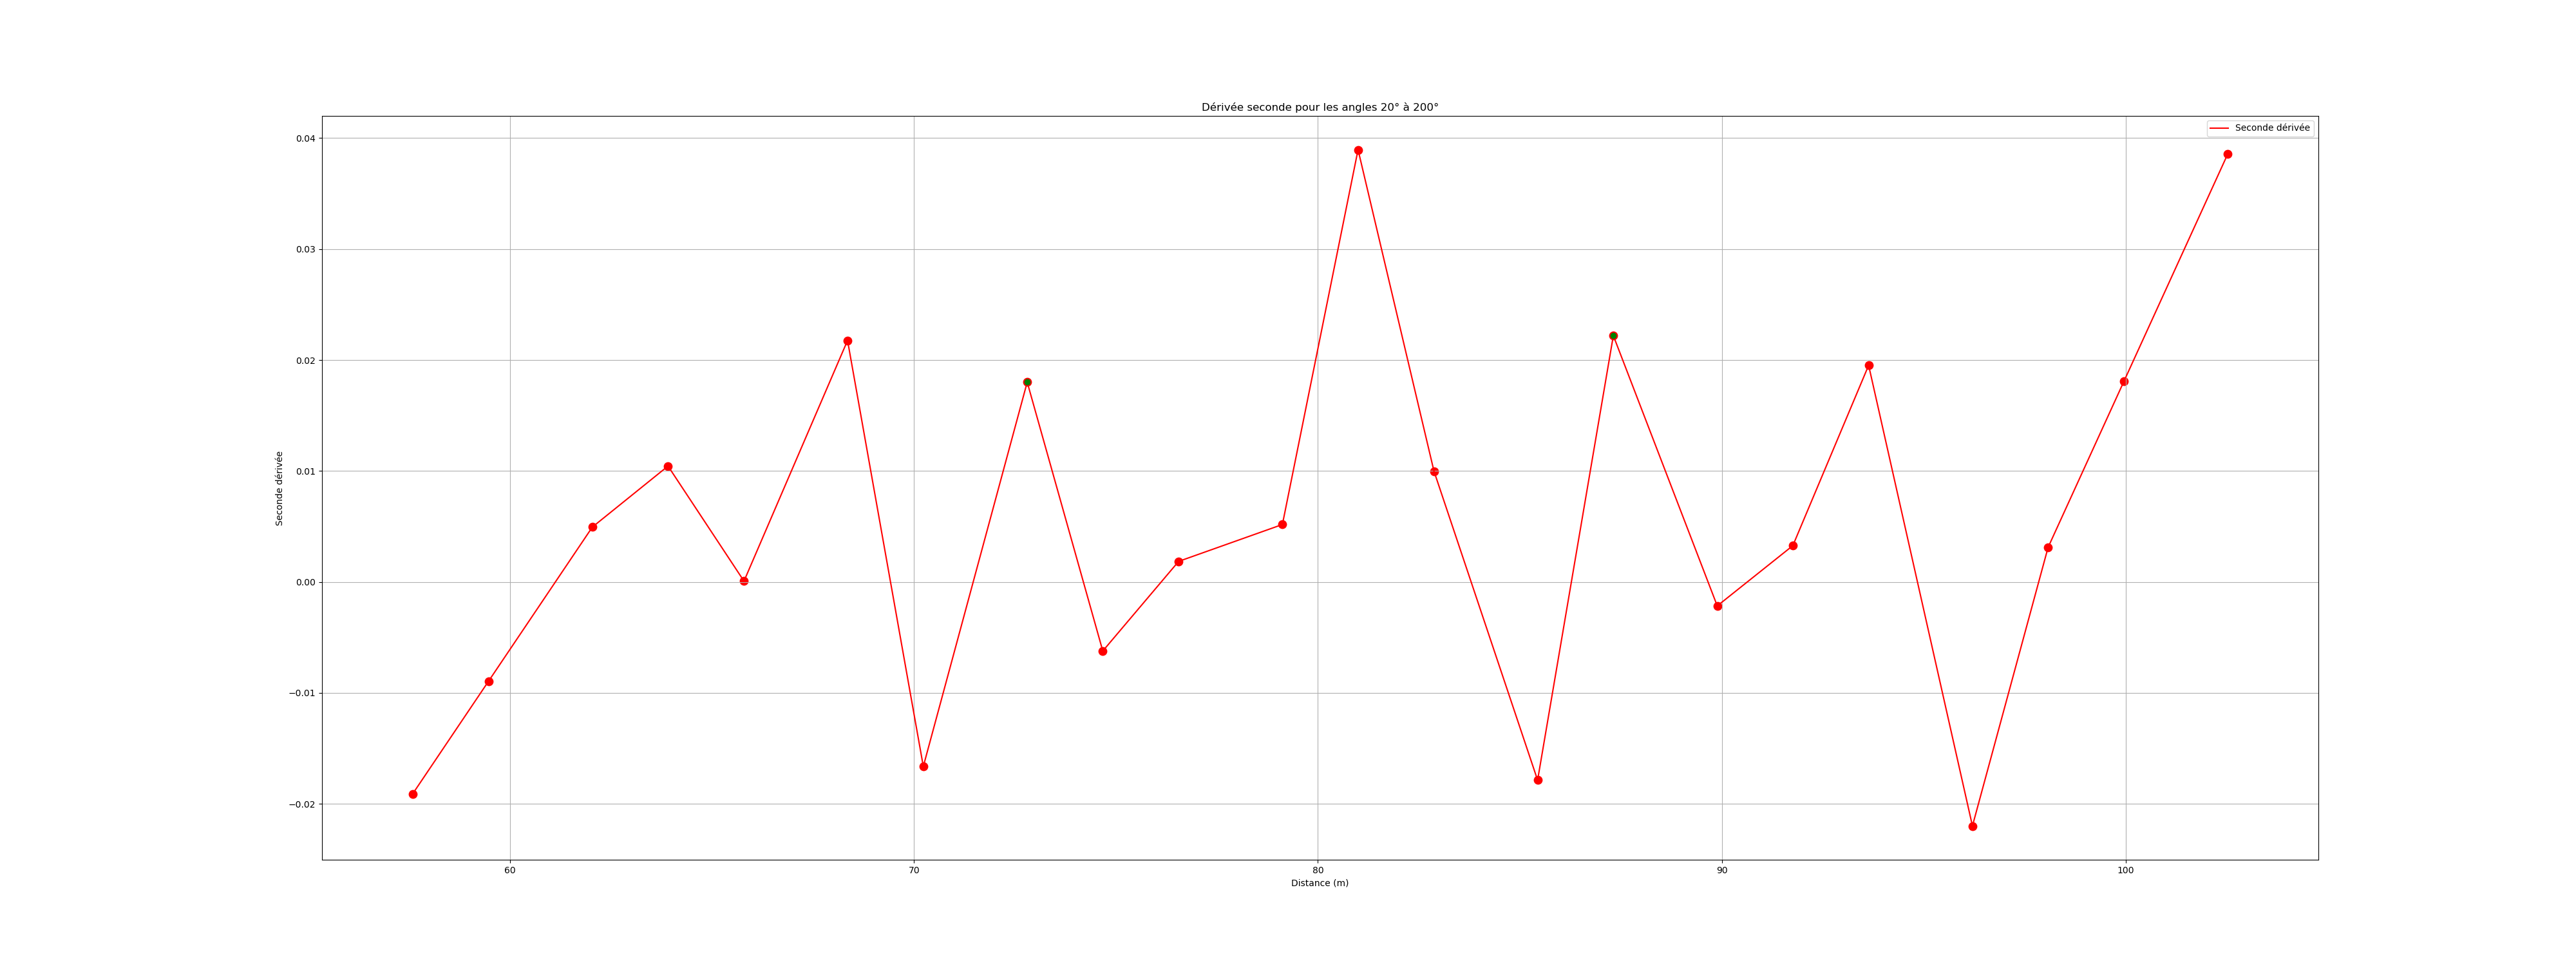 Dérivée seconde pour les angles 20° à 200°
Seconde dérivée
0.04
0.03
0.02
0.01
0.00
−0.01
−0.02
Seconde dérivée
60 70 80 90 100
Distance (m)